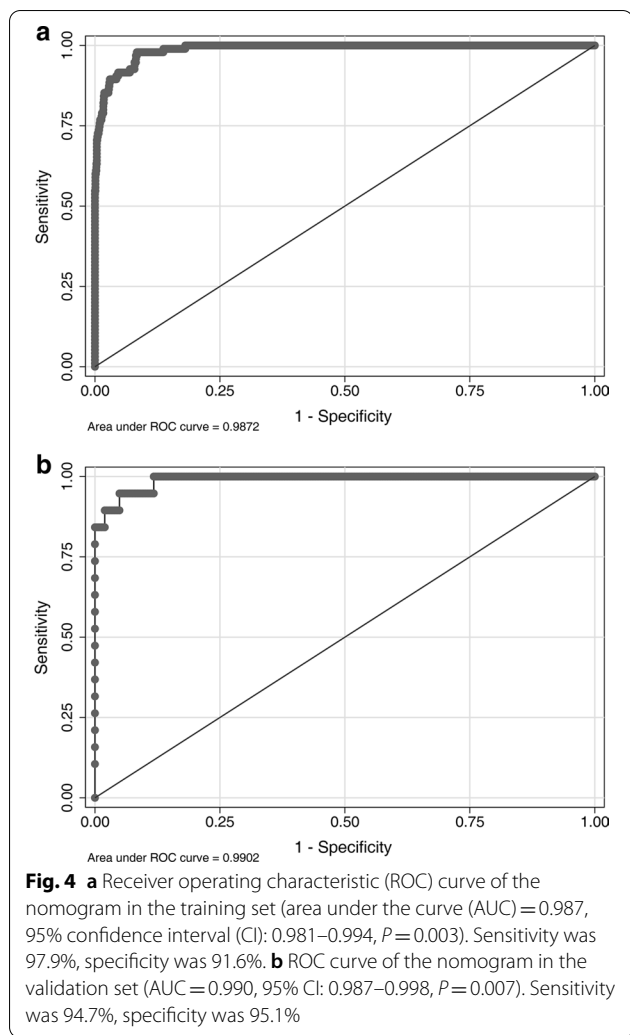 a
1.00
0.75
0.50
0.25
0.00
Sensitivity
0.00 0.25 0.50 0.75 1.00
1 - Specificity
Area under ROC curve = 0.9872
b
1.00
0.75
0.50
0.25
0.00
Sensitivity
0.00 0.25 0.50 0.75 1.00
1 - Specificity
Area under ROC curve = 0.9902
Fig. 4 a Receiver operating characteristic (ROC) curve of the
nomogram in the training set (area under the curve (AUC) = 0.987,
95% confidence interval (CI): 0.981–0.994, P = 0.003). Sensitivity was
97.9%, specificity was 91.6%. b ROC curve of the nomogram in the
validation set (AUC = 0.990, 95% CI: 0.987–0.998, P = 0.007). Sensitivity
was 94.7%, specificity was 95.1%